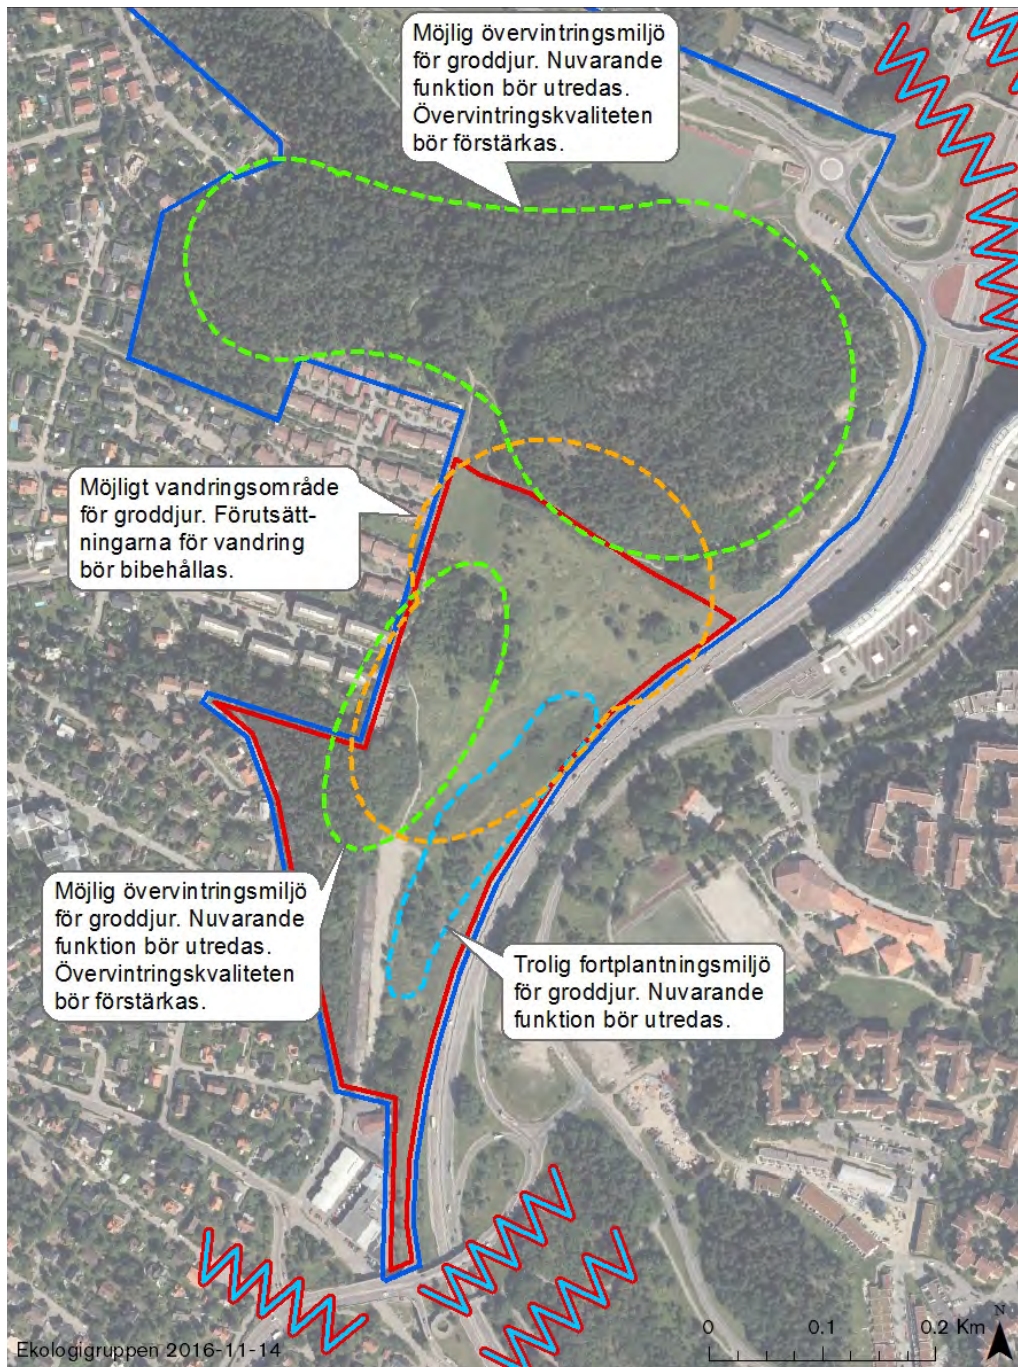 Möjlig övervintringsmiljö
för groddjur. Nuvarande
funktion bör utredas.
Övervintringskvaliteten
bör förstärkas.
Möjligt vandringsområde
för groddjur. Förutsätt-
ningarna för vandring
bör bibehållas.
Möjlig övervintringsmiljö
för groddjur. Nuvarande
funktion bör utredas.
Övervintringskvaliteten
bör förstärkas.
Trolig fortplantningsmiljö
för groddjur. Nuvarande
funktion bör utredas.
N
0 0.1 0.2 Km
Ekologigruppen 2016-11-14